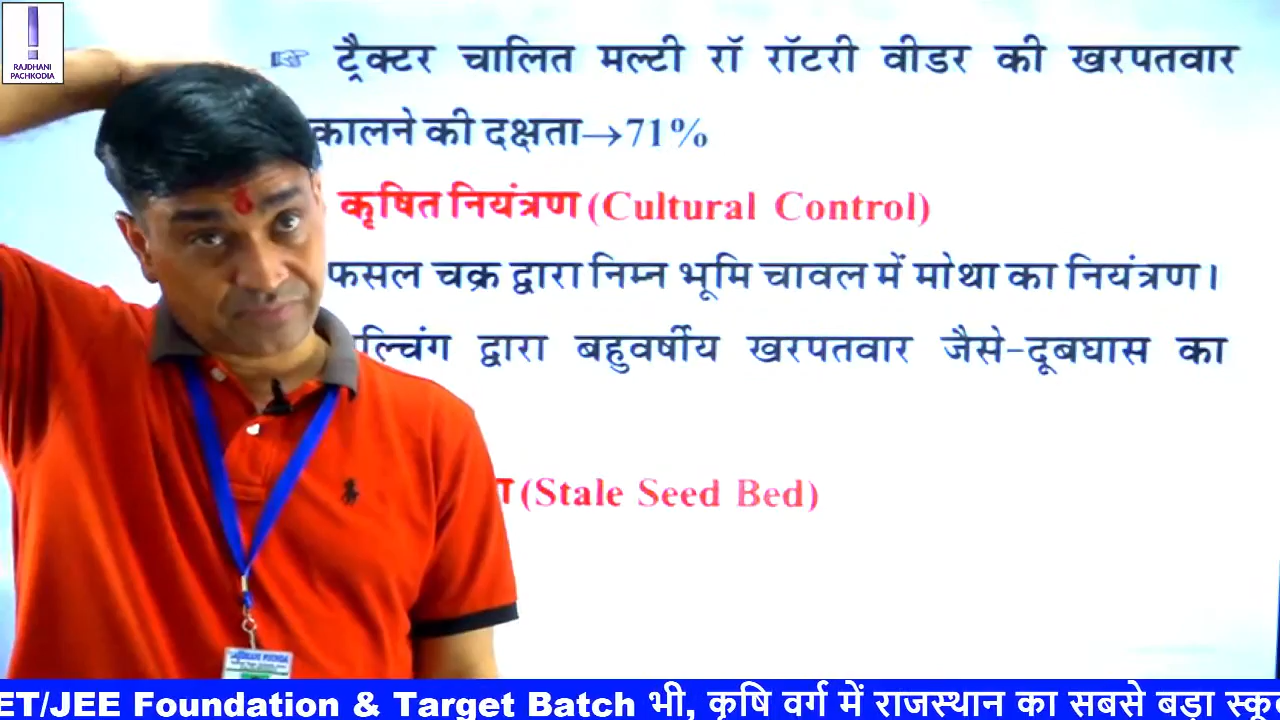 RAJDHANI
PACHKODIA
☞ ट्रैक्टर चालित मल्टी रॉ रॉटरी वीडर की खरपतवार
कालने की दक्षता→71%
कृषित नियंत्रण (Cultural Control)
फसल चक्र द्वारा निम्न भूमि चावल में मोथा का नियंत्रण।
ल्चिंग द्वारा बहुवर्षीय खरपतवार जैसे-दूबघास का
(Stale Seed Bed)
ET/JEE Foundation & Target Batch भी, कृषि वर्ग में राजस्थान का सबसे बड़ा स्कू